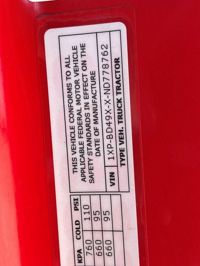 THIS VEHICLE CONFORMS TO ALL
APPLICABLE FEDERAL MOTOR VEHICLE
SAFETY STANDARDS IN EFFECT ON THE
DATE OF MANUFACTURE
VIN 1XP-BD49X-X-ND778762
TYPE VEH. TRUCK TRACTOR
KPA COLD PSI
760 110
660 95
660 95